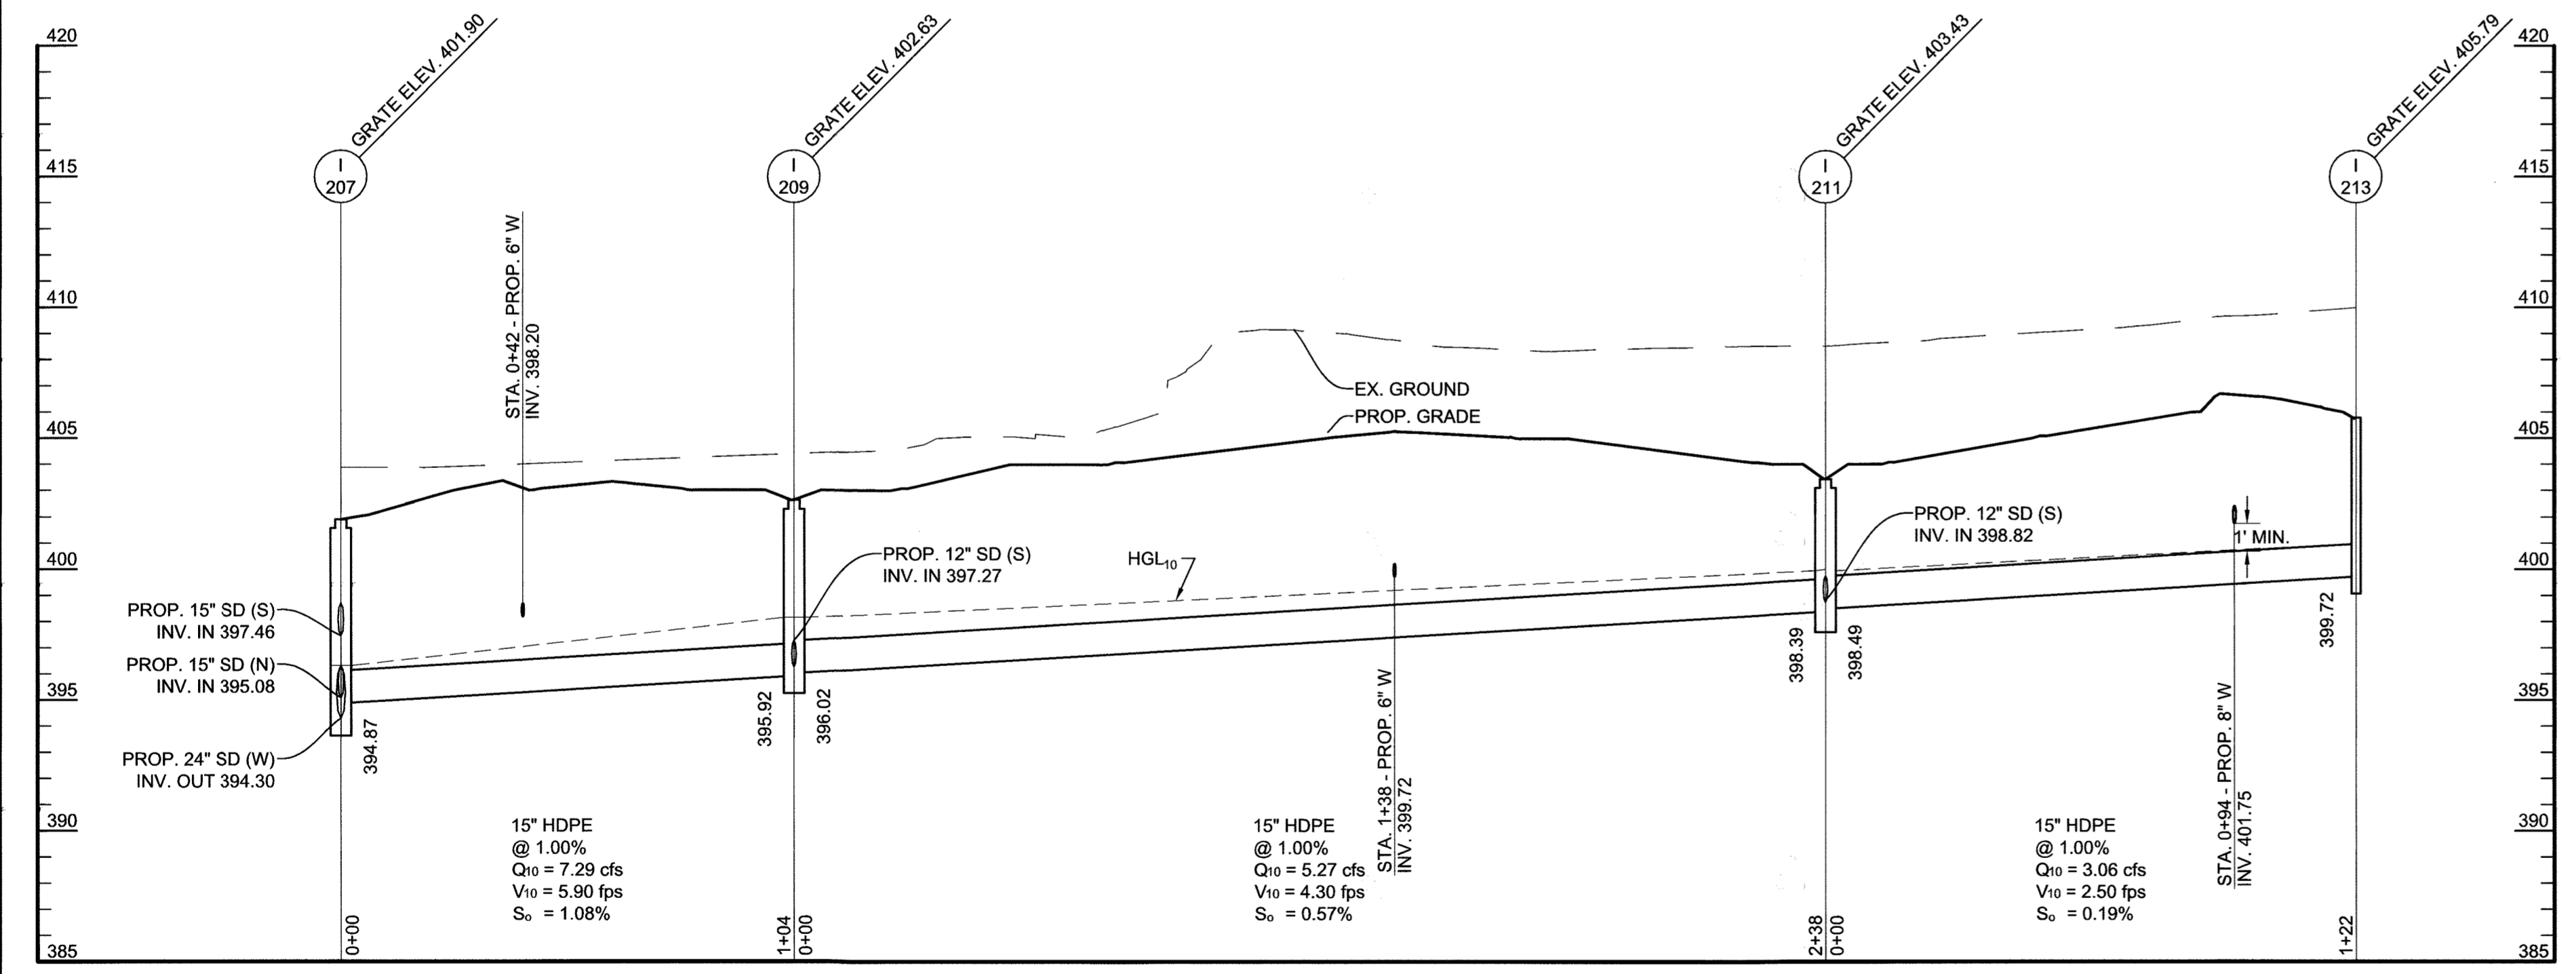 GRATE ELEV. 401.90
I
207
GRATE ELEV. 402.63
I
209
GRATE ELEV. 403.43
I
211
GRATE ELEV. 405.79
I
213
420
415
410
405
400
395
390
385
420
415
410
405
400
395
390
385
STA. 0+42 - PROP. 6" W
INV. 398.20
EX. GROUND
PROP. GRADE
PROP. 12" SD (S)
INV. IN 397.27
HGL10
PROP. 12" SD (S)
INV. IN 398.82
1' MIN.
PROP. 15" SD (S)
INV. IN 397.46
PROP. 15" SD (N)
INV. IN 395.08
PROP. 24" SD (W)
INV. OUT 394.30
394.87
395.92
396.02
398.39
398.49
399.72
STA. 1+38 - PROP. 6" W
INV. 399.72
STA. 0+94 - PROP. 8" W
INV. 401.75
15" HDPE
@ 1.00%
Q10 = 7.29 cfs
V10 = 5.90 fps
So = 1.08%
15" HDPE
@ 1.00%
Q10 = 5.27 cfs
V10 = 4.30 fps
So = 0.57%
15" HDPE
@ 1.00%
Q10 = 3.06 cfs
V10 = 2.50 fps
So = 0.19%
0+00
1+04
0+00
2+38
0+00
1+22